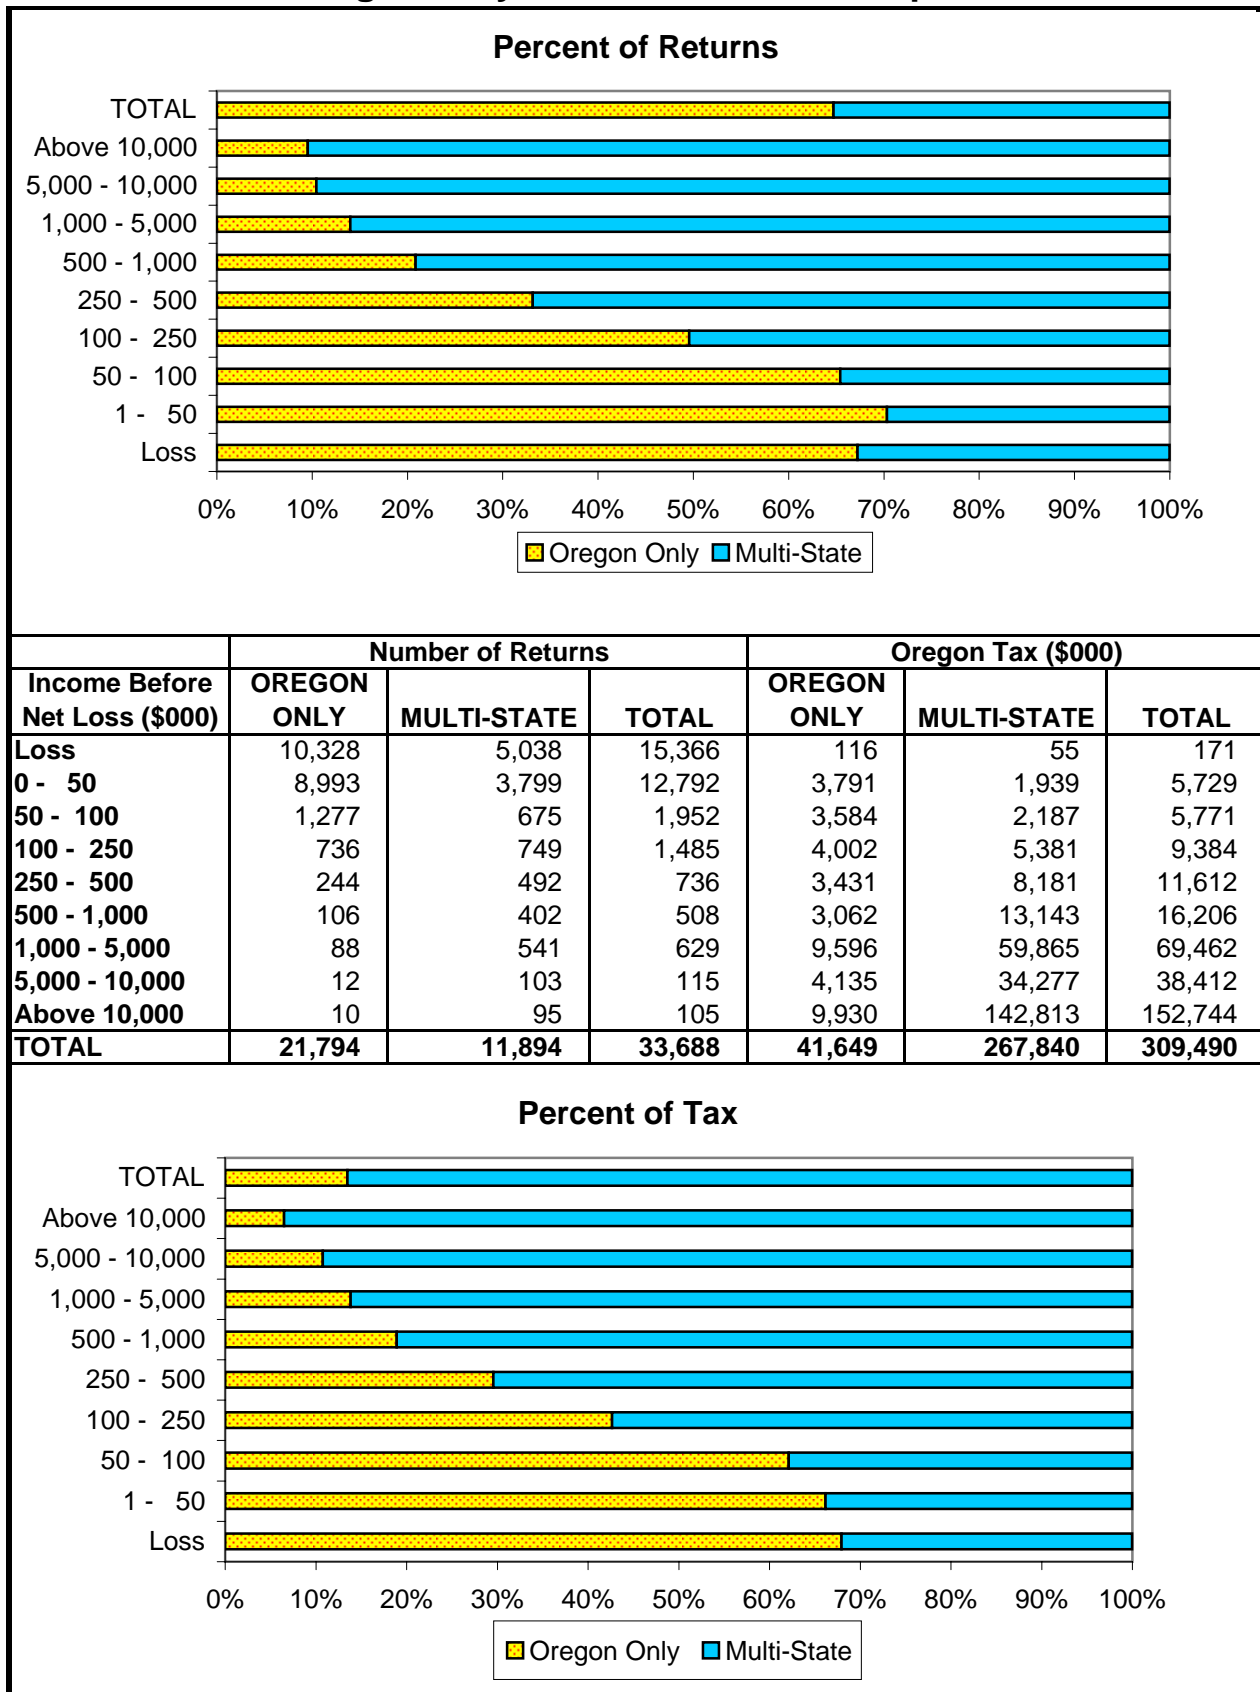 Percent of Returns
TOTAL
Above 10,000
5,000 - 10,000
1,000 - 5,000
500 - 1,000
250 - 500
100 - 250
50 - 100
1 - 50
Loss
0% 10% 20% 30% 40% 50% 60% 70% 80% 90% 100%
Oregon Only Multi-State
Number of Returns Oregon Tax ($000)
Income Before OREGON OREGON
Net Loss ($000) ONLY MULTI-STATE TOTAL ONLY MULTI-STATE TOTAL
Loss 10,328 5,038 15,366 116 55 171
0 - 50 8,993 3,799 12,792 3,791 1,939 5,729
50 - 100 1,277 675 1,952 3,584 2,187 5,771
100 - 250 736 749 1,485 4,002 5,381 9,384
250 - 500 244 492 736 3,431 8,181 11,612
500 - 1,000 106 402 508 3,062 13,143 16,206
1,000 - 5,000 88 541 629 9,596 59,865 69,462
5,000 - 10,000 12 103 115 4,135 34,277 38,412
Above 10,000 10 95 105 9,930 142,813 152,744
TOTAL 21,794 11,894 33,688 41,649 267,840 309,490
Percent of Tax
TOTAL
Above 10,000
5,000 - 10,000
1,000 - 5,000
500 - 1,000
250 - 500
100 - 250
50 - 100
1 - 50
Loss
0% 10% 20% 30% 40% 50% 60% 70% 80% 90% 100%
Oregon Only Multi-State